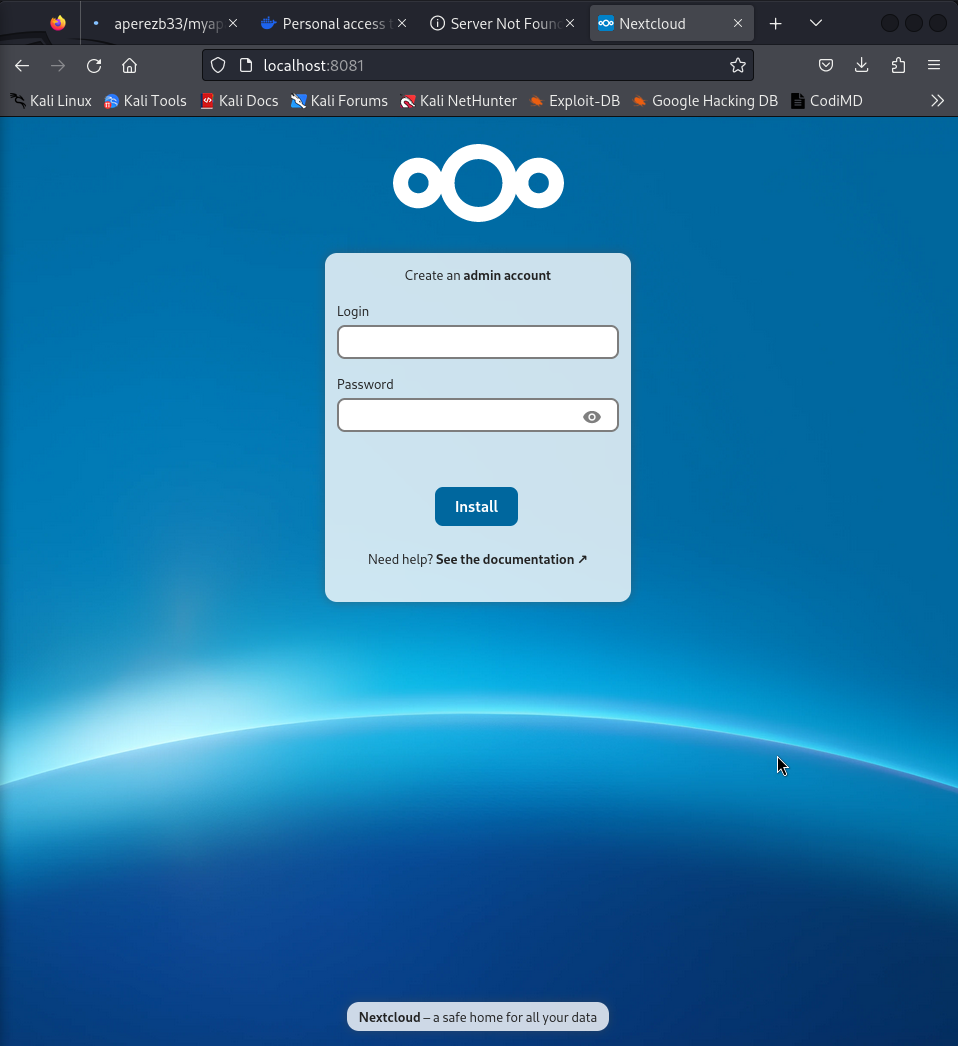 aperezb33/myap
Personal access t
Server Not Foun
Nextcloud
localhost:8081
Kali Linux
Kali Tools
Kali Docs
Kali Forums
Kali NetHunter
Exploit-DB
Google Hacking DB
CodiMD
Create an admin account
Login
Password
Install
Need help? See the documentation ↗
Nextcloud – a safe home for all your data